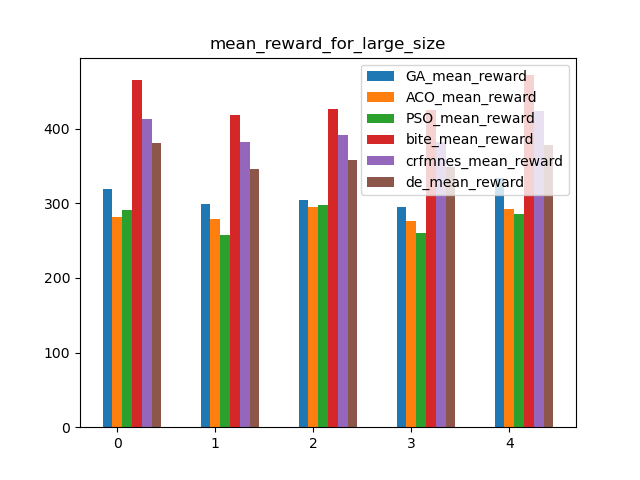 mean_reward_for_large_size
GA_mean_reward
ACO_mean_reward
PSO_mean_reward
bite_mean_reward
crfmnes_mean_reward
de_mean_reward
400
300
200
100
0
0 1 2 3 4